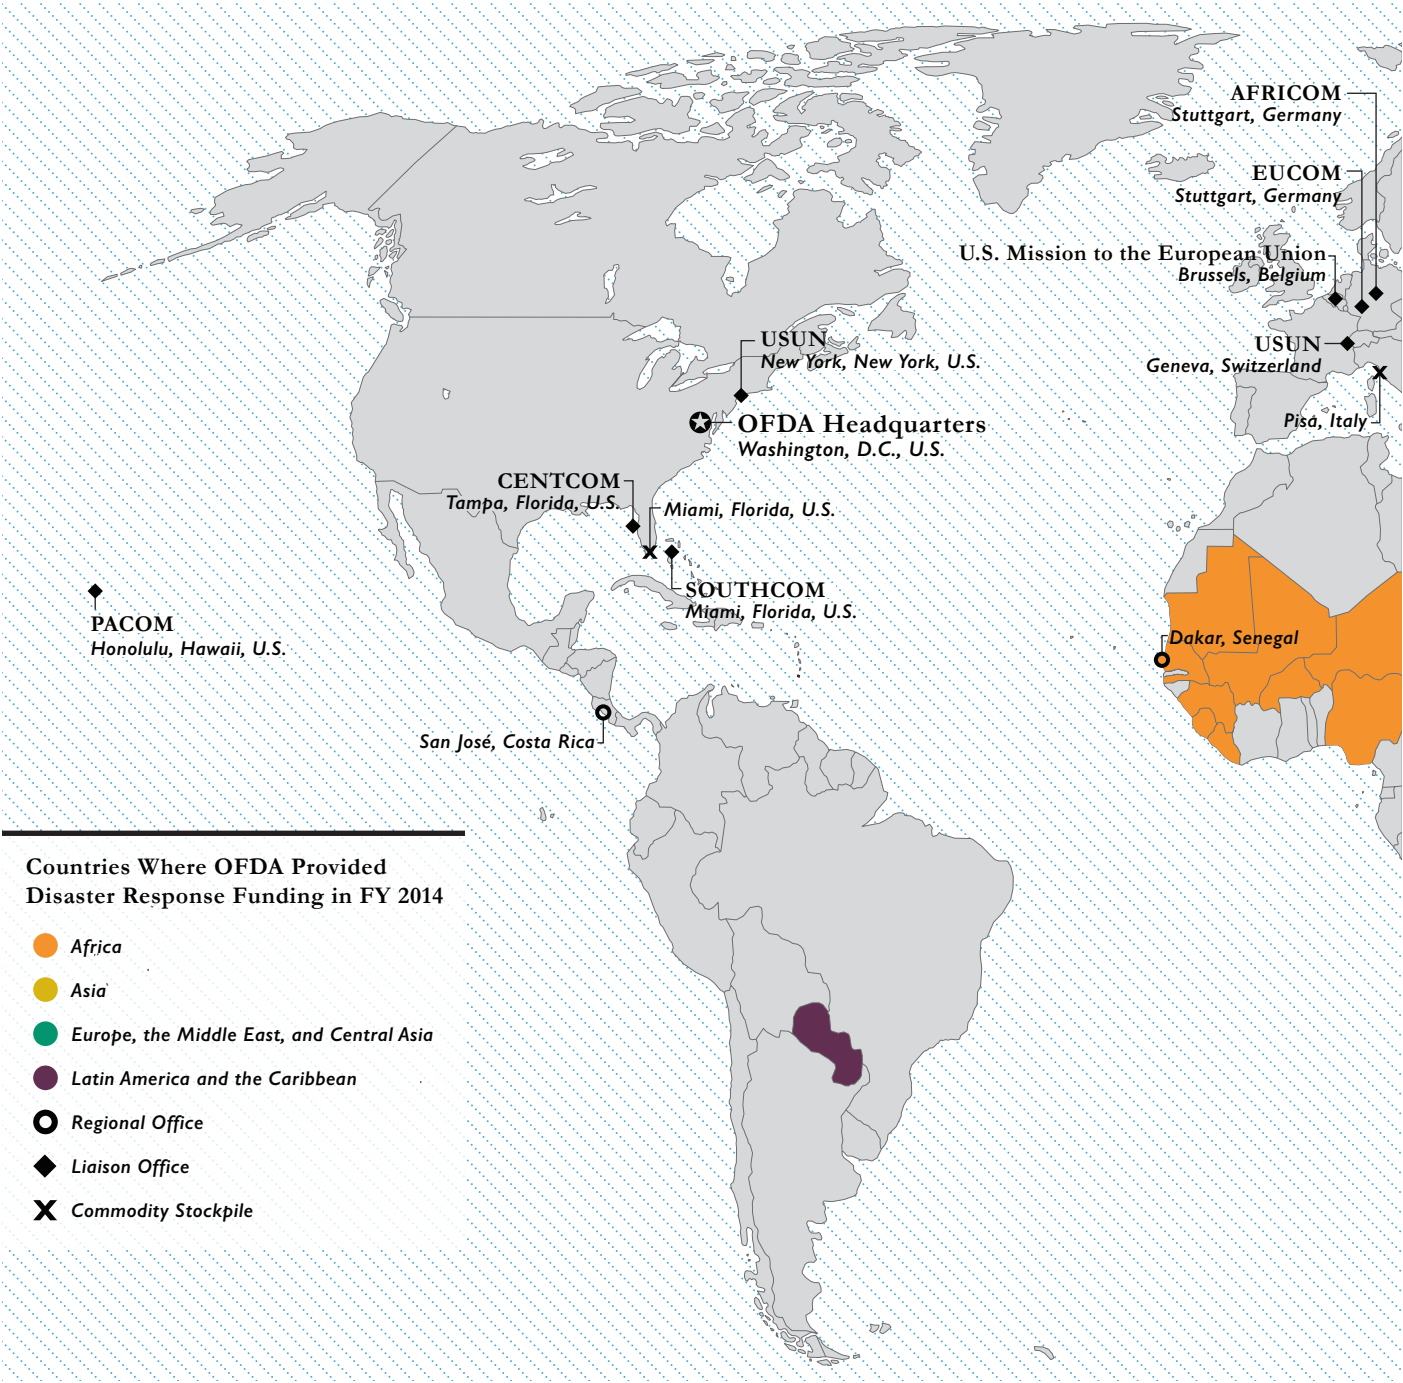 AFRICOM
Stuttgart, Germany
EUCOM
Stuttgart, Germany
U.S. Mission to the European Union
Brussels, Belgium
USUN
New York, New York, U.S.
USUN
Geneva, Switzerland
Pisa, Italy
OFDA Headquarters
Washington, D.C., U.S.
CENTCOM
Tampa, Florida, U.S.
Miami, Florida, U.S.
SOUTHCOM
Miami, Florida, U.S.
PACOM
Honolulu, Hawaii, U.S.
Dakar, Senegal
San José, Costa Rica
Countries Where OFDA Provided
Disaster Response Funding in FY 2014
Africa
Asia
Europe, the Middle East, and Central Asia
Latin America and the Caribbean
Regional Office
Liaison Office
Commodity Stockpile